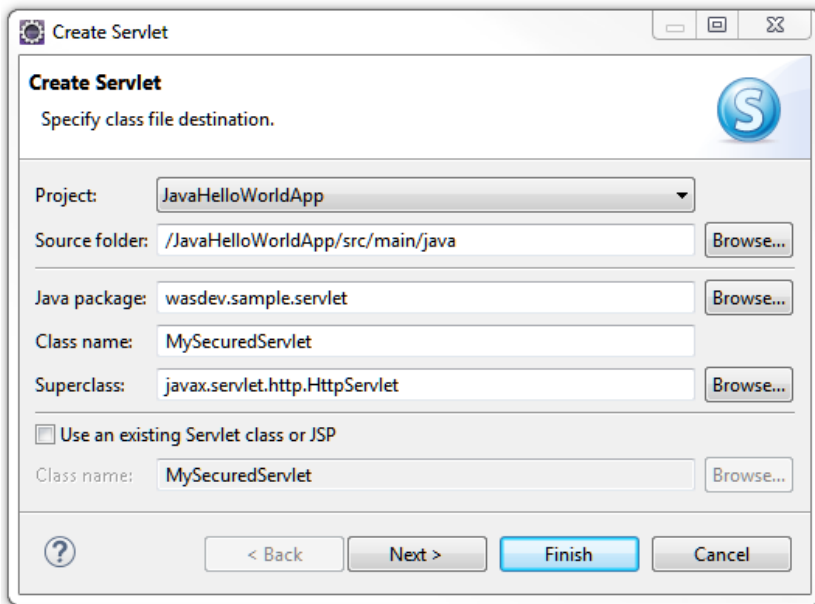 Create Servlet
Create Servlet
Specify class file destination.
S
Project: JavaHelloWorldApp
Source folder: /JavaHelloWorldApp/src/main/java Browse...
Java package: wasdev.sample.servlet Browse...
Class name: MySecuredServlet
Superclass: javax.servlet.http.HttpServlet Browse...
Use an existing Servlet class or JSP
Class name: MySecuredServlet Browse...
? < Back Next > Finish Cancel